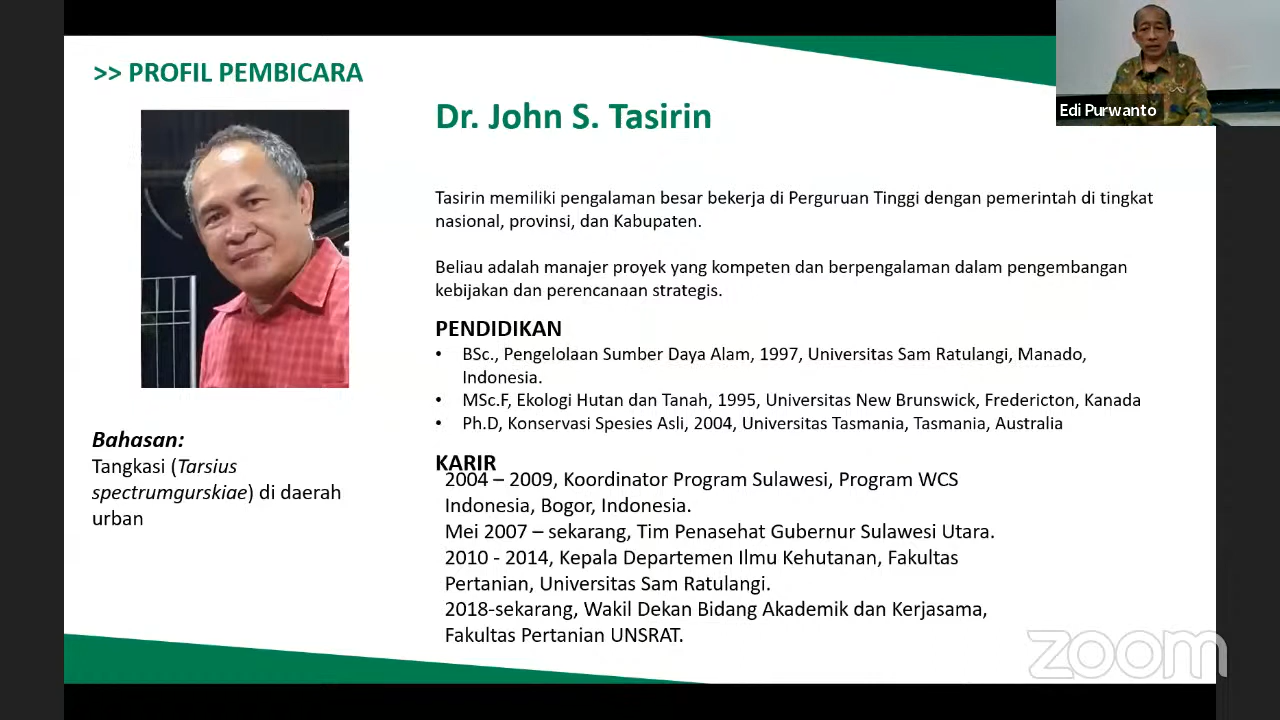 >> PROFIL PEMBICARA
Edi Purwanto
Dr. John S. Tasirin
Tasirin memiliki pengalaman besar bekerja di Perguruan Tinggi dengan pemerintah di tingkat
nasional, provinsi, dan Kabupaten.
Beliau adalah manajer proyek yang kompeten dan berpengalaman dalam pengembangan
kebijakan dan perencanaan strategis.
PENDIDIKAN
• BSc., Pengelolaan Sumber Daya Alam, 1997, Universitas Sam Ratulangi, Manado,
Indonesia.
• MSc.F, Ekologi Hutan dan Tanah, 1995, Universitas New Brunswick, Fredericton, Kanada
• Ph.D, Konservasi Spesies Asli, 2004, Universitas Tasmania, Tasmania, Australia
KARIR
2004 – 2009, Koordinator Program Sulawesi, Program WCS
Indonesia, Bogor, Indonesia.
Mei 2007 – sekarang, Tim Penasehat Gubernur Sulawesi Utara.
2010 - 2014, Kepala Departemen Ilmu Kehutanan, Fakultas
Pertanian, Universitas Sam Ratulangi.
2018-sekarang, Wakil Dekan Bidang Akademik dan Kerjasama,
Fakultas Pertanian UNSRAT.
Bahasan:
Tangkasi (Tarsius
spectrumgurskiae) di daerah
urban
zoom